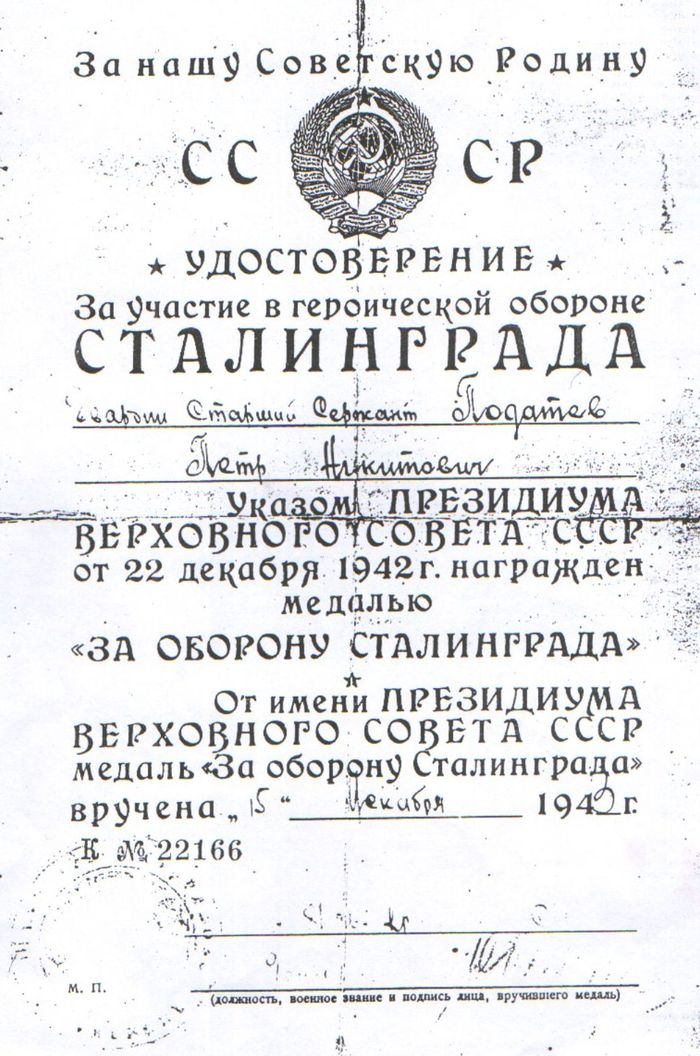 За нашу Советскую Родину
СС СР
★ УДОСТОВЕРЕНИЕ ★
За участие в героической обороне
СТАЛИНГРАДА
Гвардии Старший Сержант Податев
Петр Никитович
Указом ПРЕЗИДИУМА
ВЕРХОВНОГО СОВЕТА СССР
от 22 декабря 1942 г. награжден
медалью
«ЗА ОБОРОНУ СТАЛИНГРАДА»
От имени ПРЕЗИДИУМА
ВЕРХОВНОГО СОВЕТА СССР
медаль «За оборону Сталинграда»
вручена „15" Декабря 1942 г.
К № 22166
М. П.
(должность, военное звание и подпись лица, вручившего медаль)